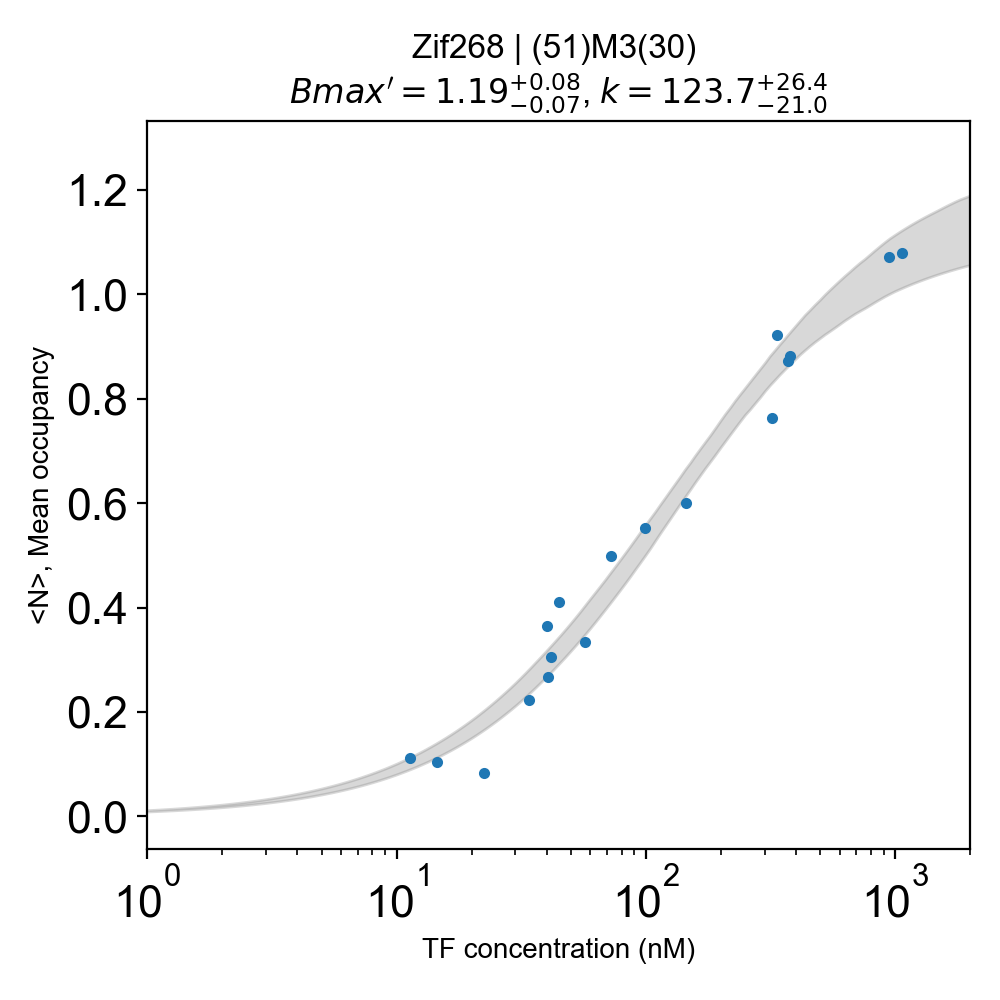 Zif268 | (51)M3(30)
Bmax′ = 1.19^{+0.08}_{−0.07}, k = 123.7^{+26.4}_{−21.0}
1.2
1.0
0.8
0.6
0.4
0.2
0.0
<N>, Mean occupancy
10^0 10^1 10^2 10^3
TF concentration (nM)